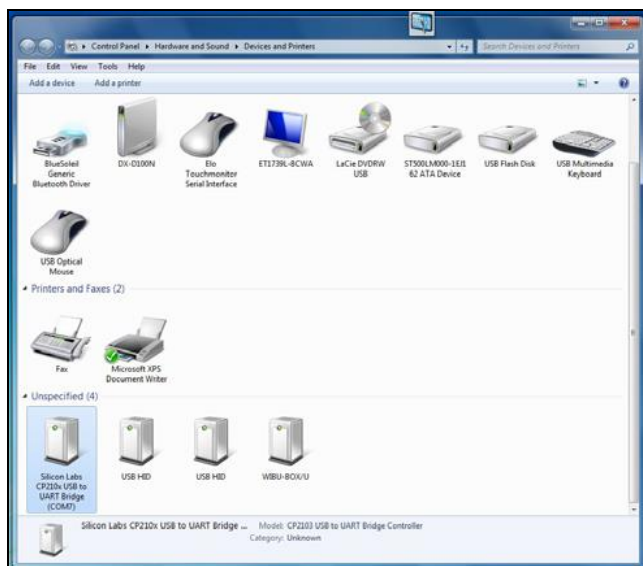 Control Panel ▸ Hardware and Sound ▸ Devices and Printers
Search Devices and Printers
File Edit View Tools Help
Add a device Add a printer
BlueSoleil
Generic
Bluetooth Driver
DX-D100N
Elo
Touchmonitor
Serial Interface
ET1739L-8CWA
LaCie DVDRW
USB
ST500LM000-1EJ1
62 ATA Device
USB Flash Disk
USB Multimedia
Keyboard
USB Optical
Mouse
Printers and Faxes (2)
Fax
Microsoft XPS
Document Writer
Unspecified (4)
Silicon Labs
CP210x USB to
UART Bridge
(COM7)
USB HID
USB HID
WIBU-BOX/U
Silicon Labs CP210x USB to UART Bridge ... Model: CP2103 USB to UART Bridge Controller
Category: Unknown